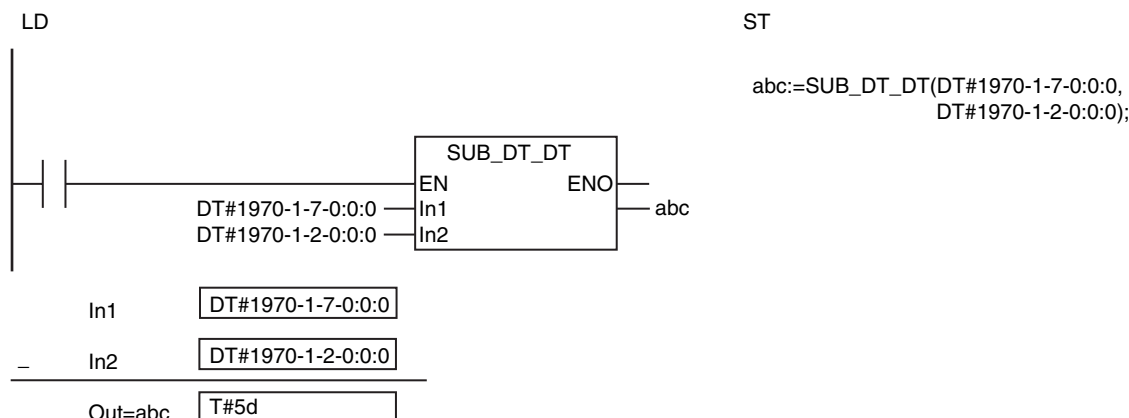 LD
ST
abc:=SUB_DT_DT(DT#1970-1-7-0:0:0,
DT#1970-1-2-0:0:0);
SUB_DT_DT
EN ENO
DT#1970-1-7-0:0:0 In1 abc
DT#1970-1-2-0:0:0 In2
In1 DT#1970-1-7-0:0:0
– In2 DT#1970-1-2-0:0:0
Out=abc T#5d